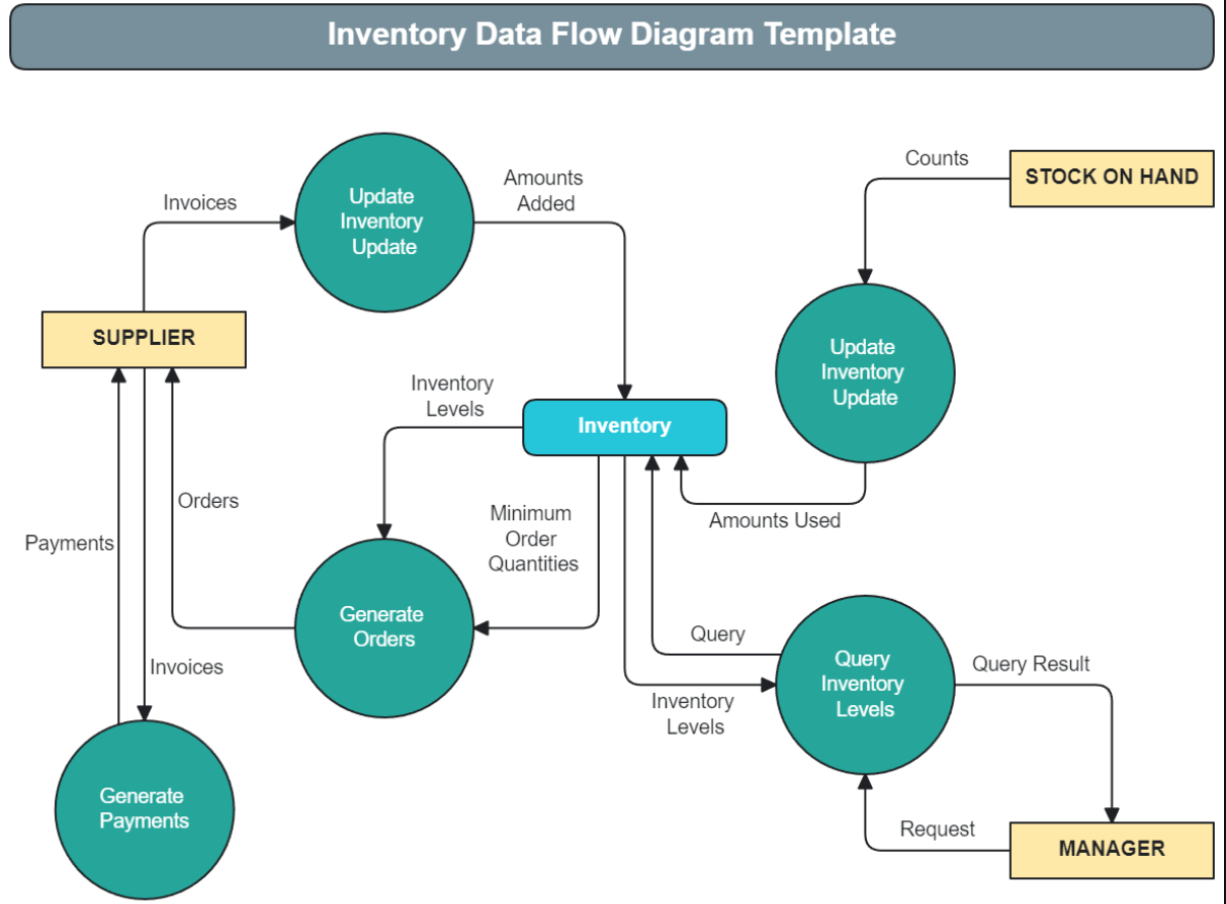 Inventory Data Flow Diagram Template
Counts
STOCK ON HAND
Invoices
Update
Inventory
Update
Amounts
Added
SUPPLIER
Update
Inventory
Update
Inventory
Levels
Inventory
Orders
Payments
Minimum
Order
Quantities
Amounts Used
Generate
Orders
Query
Query
Inventory
Levels
Query Result
Invoices
Inventory
Levels
Generate
Payments
Request
MANAGER